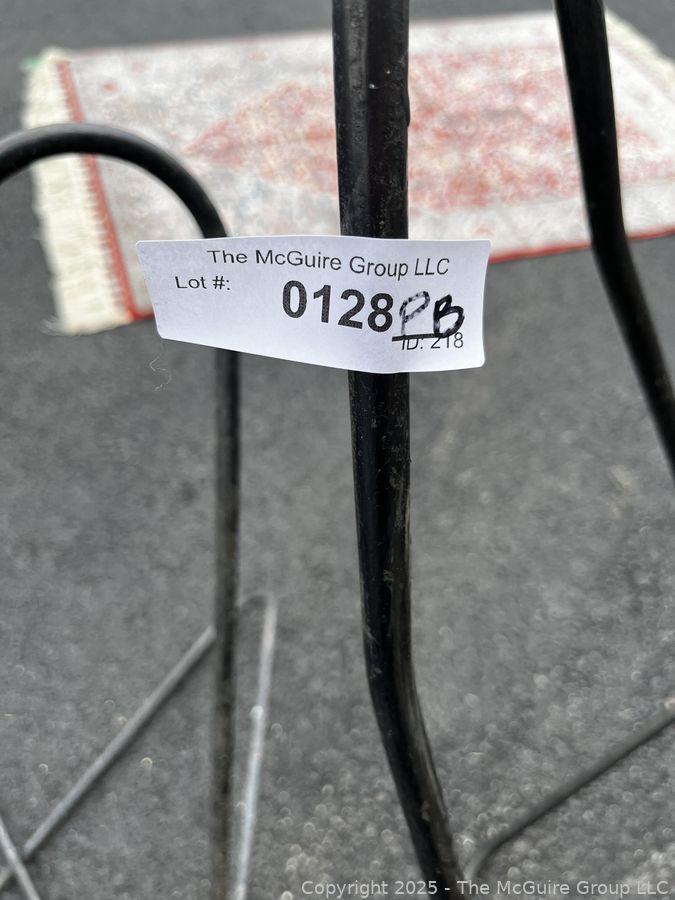 The McGuire Group LLC
Lot #:
0128PB
ID: 218
Copyright 2025 - The McGuire Group LLC